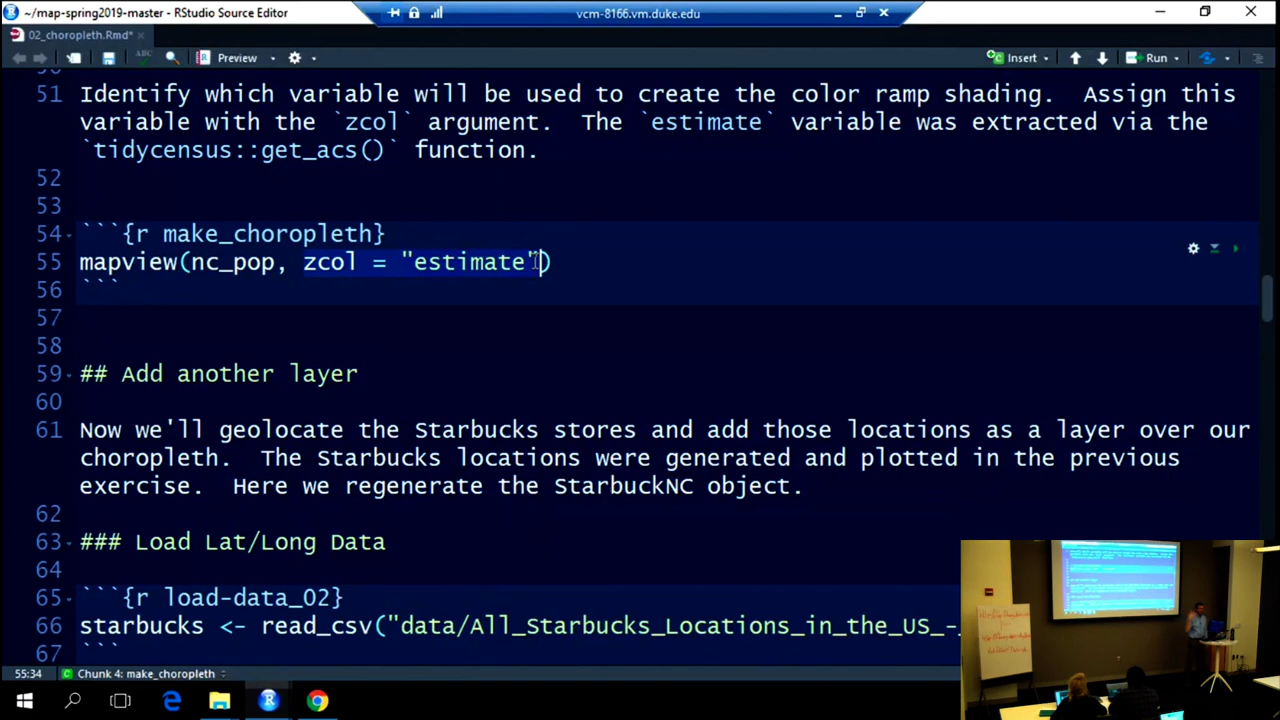 ~/map-spring2019-master - RStudio Source Editor
vcm-8166.vm.duke.edu
02_choropleth.Rmd*
ABC
Preview
Insert
Run
51 Identify which variable will be used to create the color ramp shading.  Assign this
variable with the `zcol` argument.  The `estimate` variable was extracted via the
`tidycensus::get_acs()` function.
52
53
54 ```{r make_choropleth}
55 mapview(nc_pop, zcol = "estimate")
56 ```
57
58
59 ## Add another layer
60
61 Now we'll geolocate the Starbucks stores and add those locations as a layer over our
choropleth.  The Starbucks locations were generated and plotted in the previous
exercise.  Here we regenerate the StarbuckNC object.
62
63 ### Load Lat/Long Data
64
65 ```{r load-data_02}
66 starbucks <- read_csv("data/All_Starbucks_Locations_in_the_US_-
67 ```
55:34
Chunk 4: make_choropleth